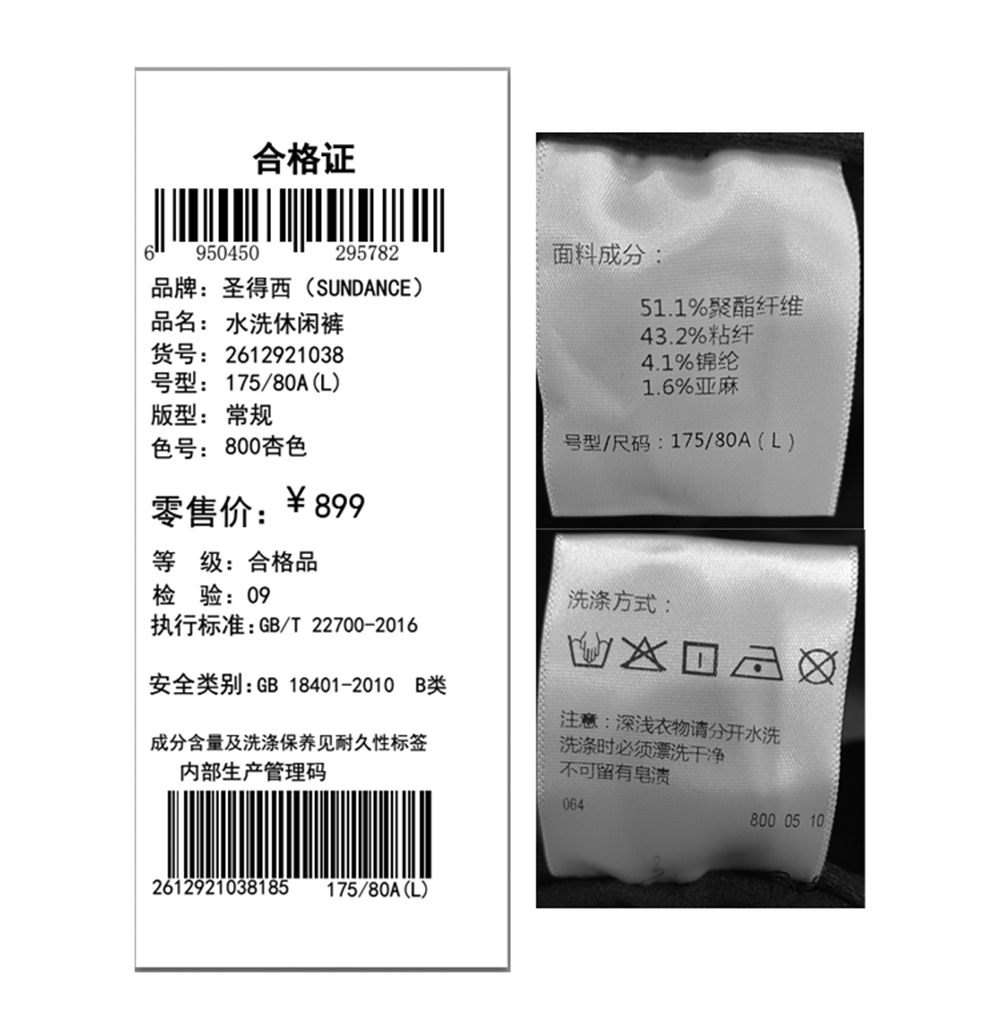 合格证
6 950450 295782
品牌：圣得西（SUNDANCE）
品名：水洗休闲裤
货号：2612921038
号型：175/80A(L)
版型：常规
色号：800杏色
零售价：￥899
等 级：合格品
检 验：09
执行标准:GB/T 22700-2016
安全类别:GB 18401-2010 B类
成分含量及洗涤保养见耐久性标签
内部生产管理码
2612921038185 175/80A(L)
面料成分：
51.1%聚酯纤维
43.2%粘纤
4.1%锦纶
1.6%亚麻
号型/尺码：175/80A（L）
洗涤方式：
注意：深浅衣物请分开水洗
洗涤时必须漂洗干净
不可留有皂渍
064
800 05 10